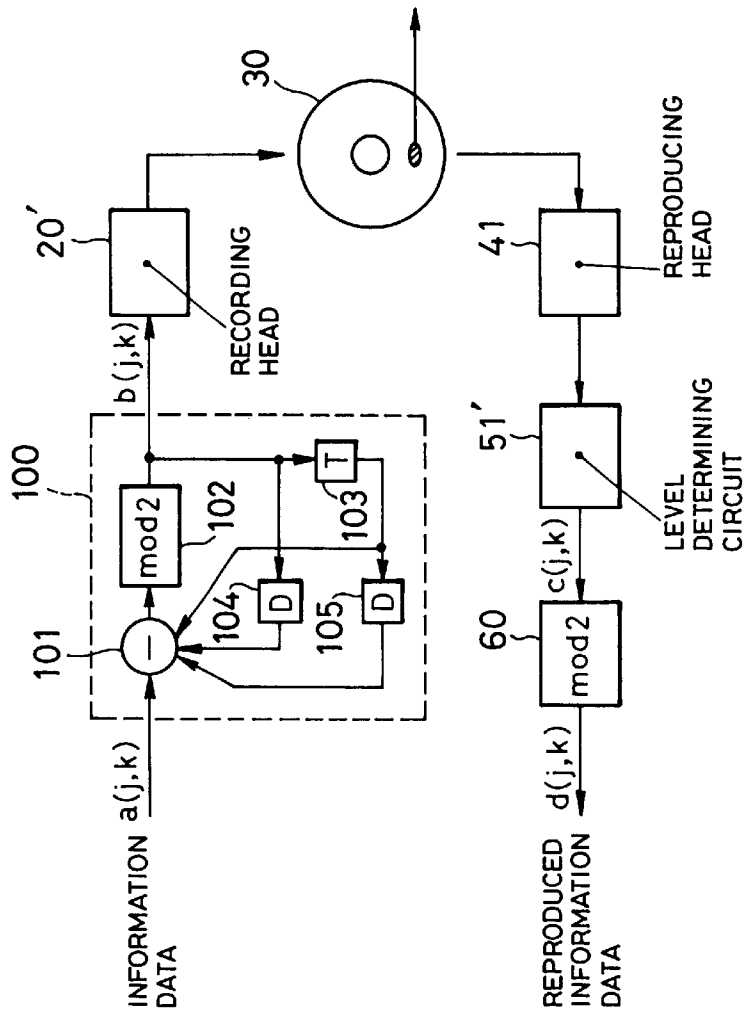 INFORMATION
DATA
a(j,k)
101
100
mod2
102
b(j,k)
104
D
105
D
T
103
20'
RECORDING
HEAD
30
REPRODUCED
INFORMATION
DATA
d(j,k)
60
mod2
c(j,k)
51'
LEVEL
DETERMINING
CIRCUIT
41
REPRODUCING
HEAD